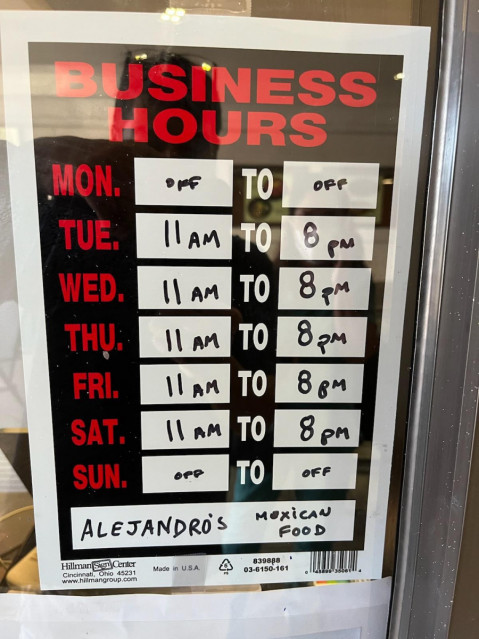 BUSINESS
HOURS
MON. OFF TO OFF
TUE. 11 AM TO 8 PM
WED. 11 AM TO 8 PM
THU. 11 AM TO 8 PM
FRI. 11 AM TO 8 PM
SAT. 11 AM TO 8 PM
SUN. OFF TO OFF
ALEJANDRO'S MEXICAN
FOOD
Hillman Sign Center
Cincinnati, Ohio 45231
www.hillmangroup.com
Made in U.S.A.
839888
03-6150-161